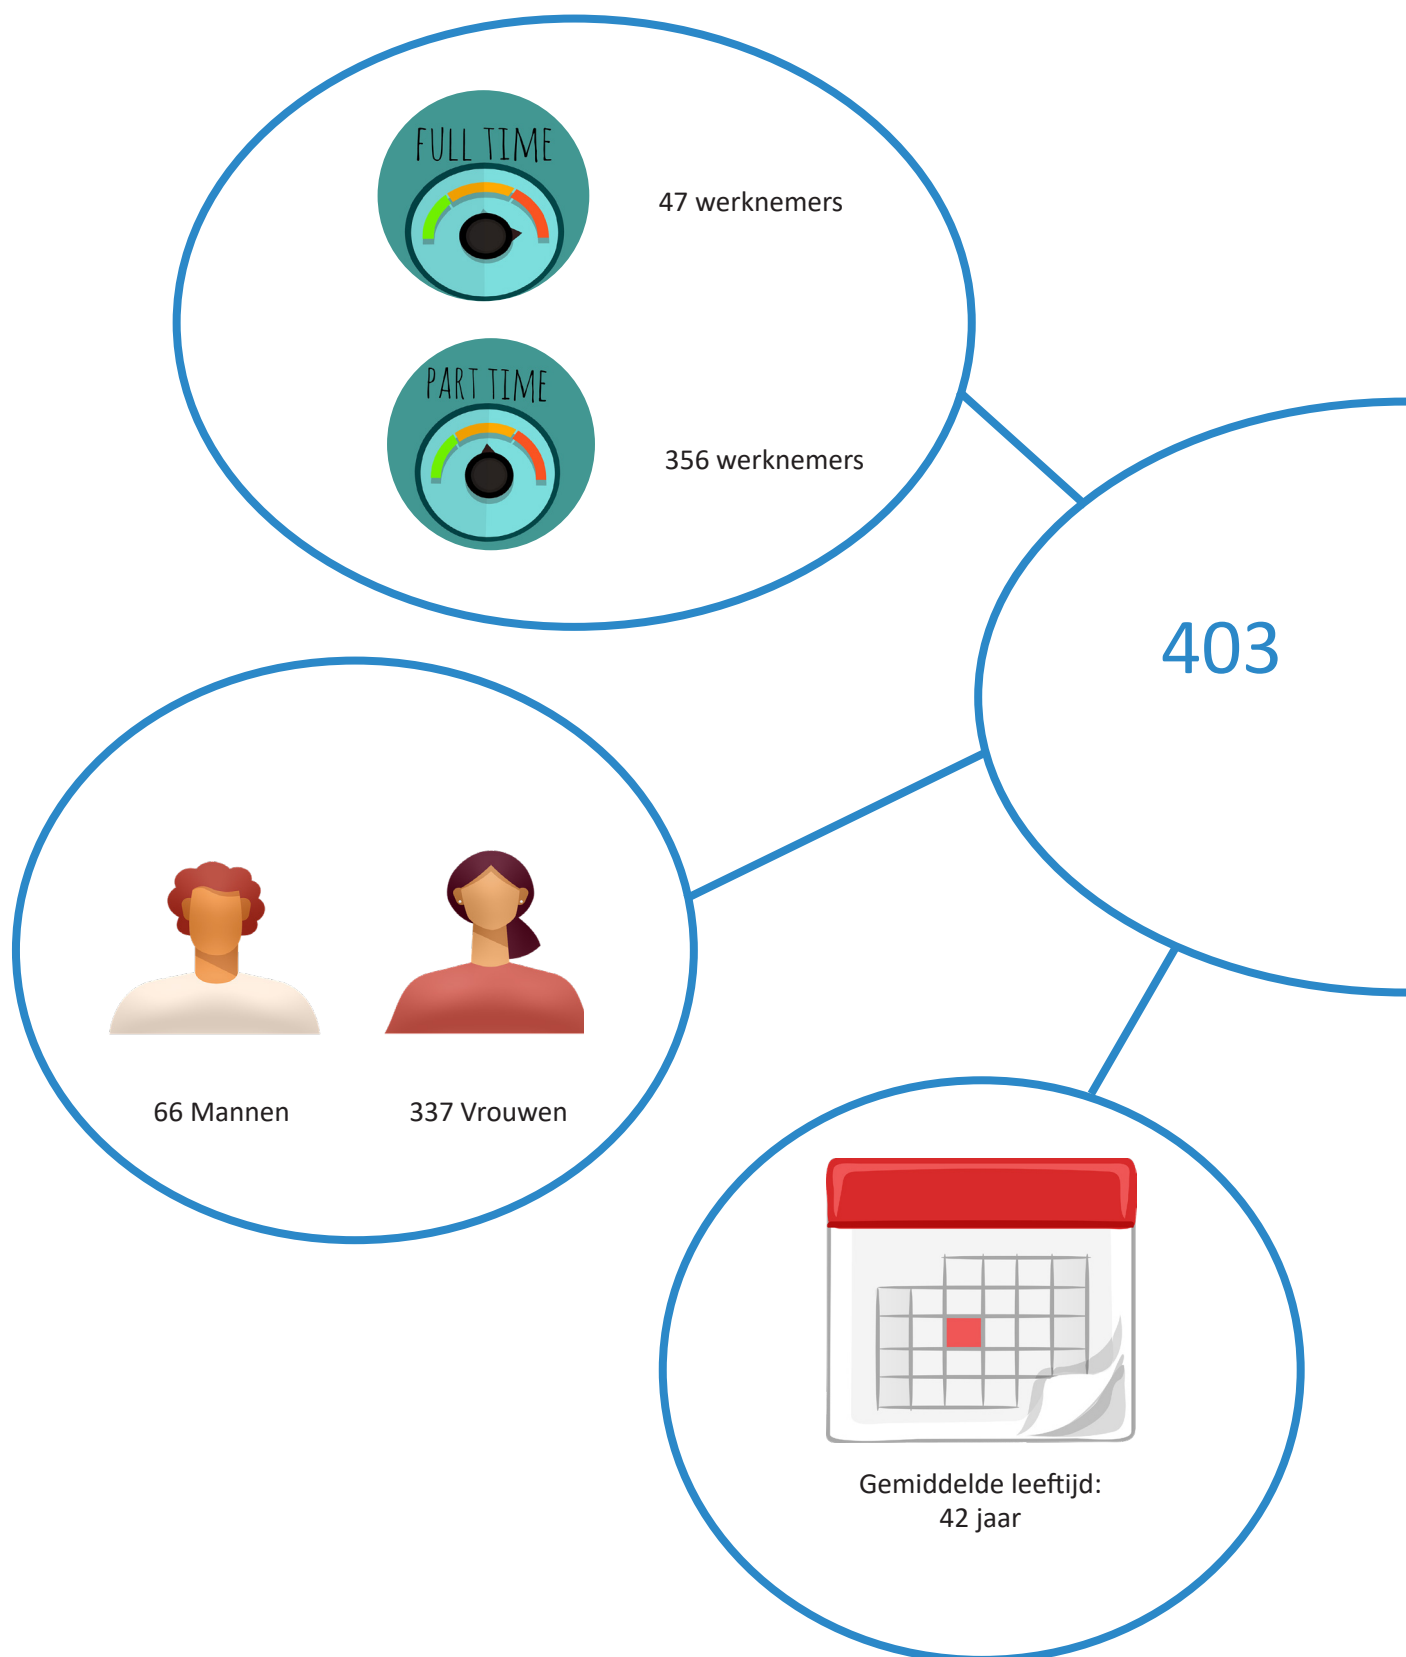 FULL TIME
47 werknemers
PART TIME
356 werknemers
403
66 Mannen
337 Vrouwen
Gemiddelde leeftijd:
42 jaar